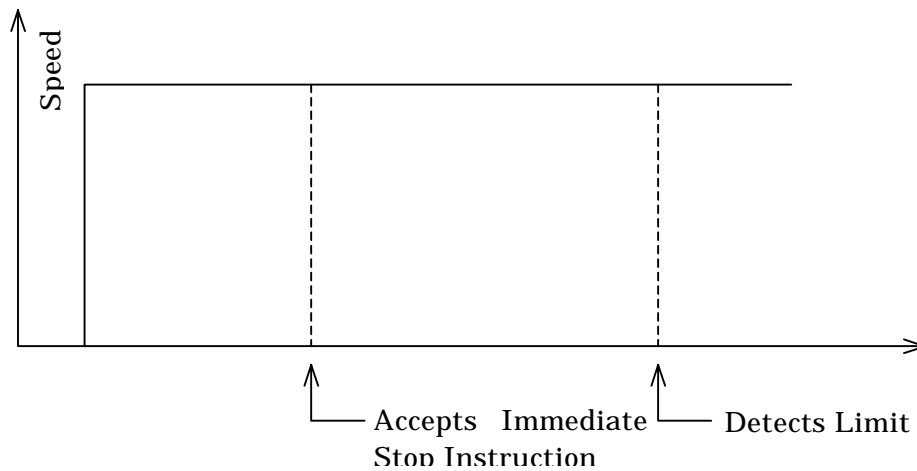 Speed
Accepts Immediate
Stop Instruction
Detects Limit